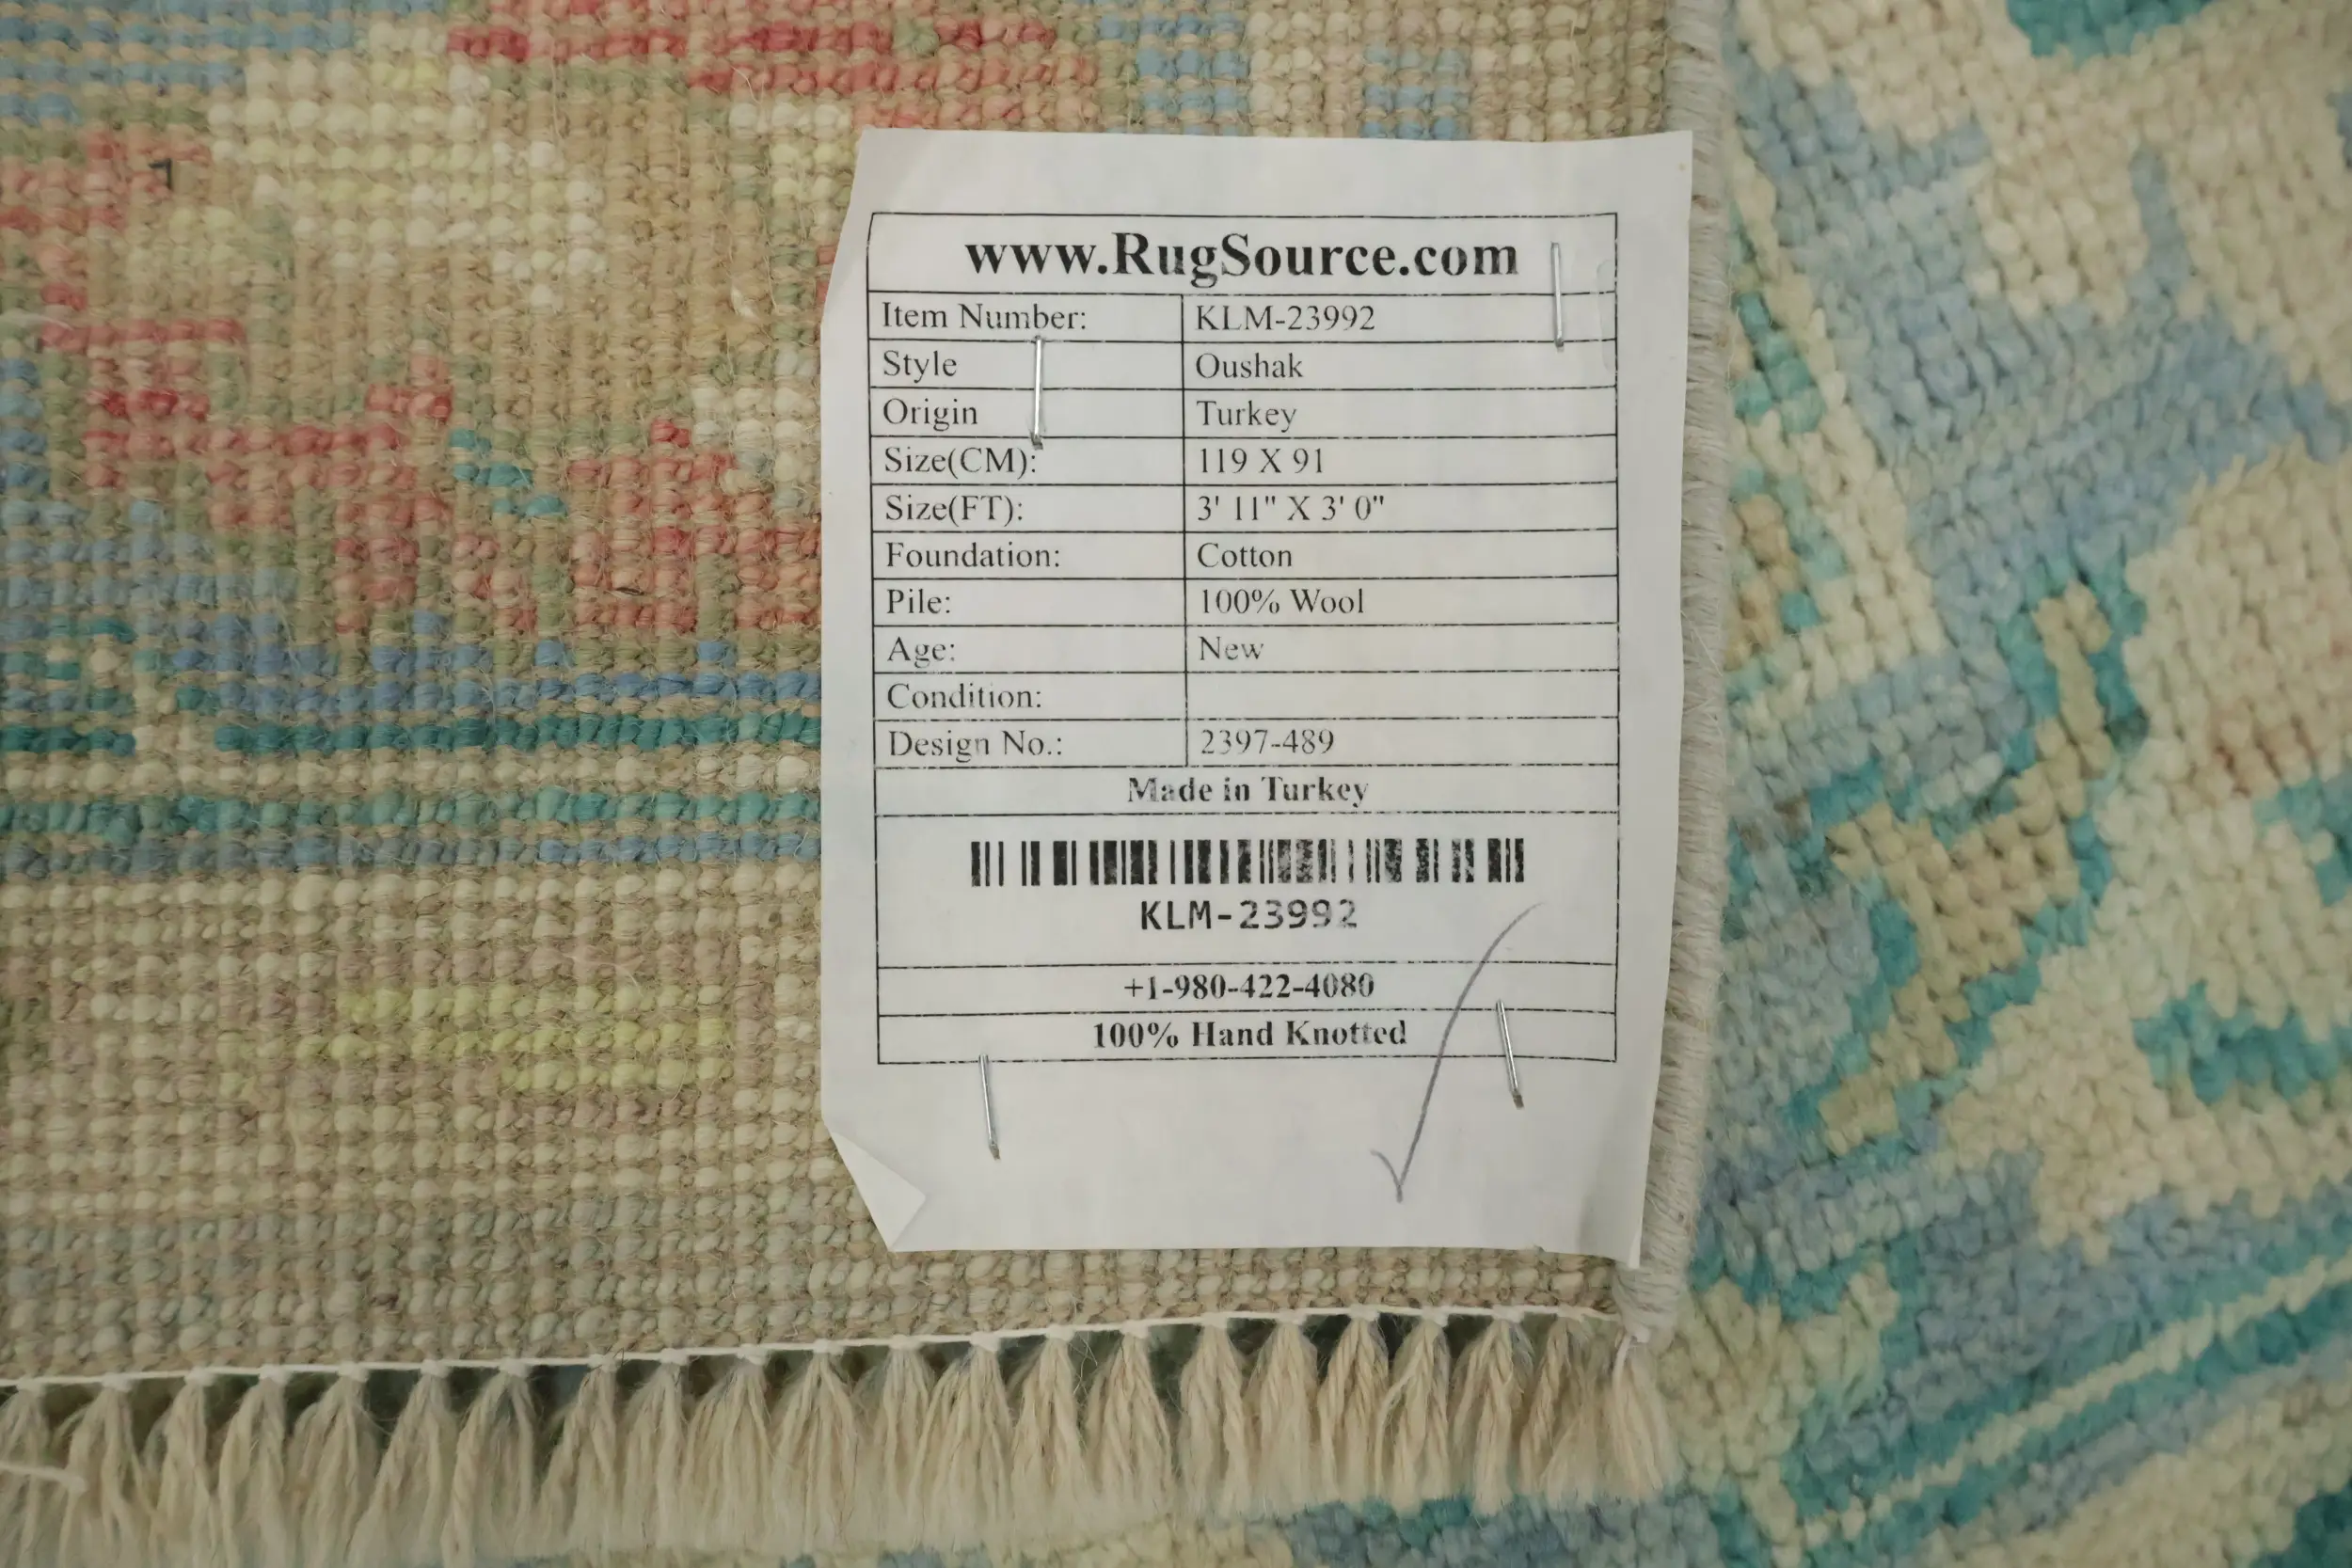 www.RugSource.com
Item Number: KLM-23992
Style Oushak
Origin Turkey
Size(CM): 119 X 91
Size(FT): 3' 11" X 3' 0"
Foundation: Cotton
Pile: 100% Wool
Age: New
Condition:
Design No.: 2397-489
Made in Turkey
KLM-23992
+1-980-422-4080
100% Hand Knotted